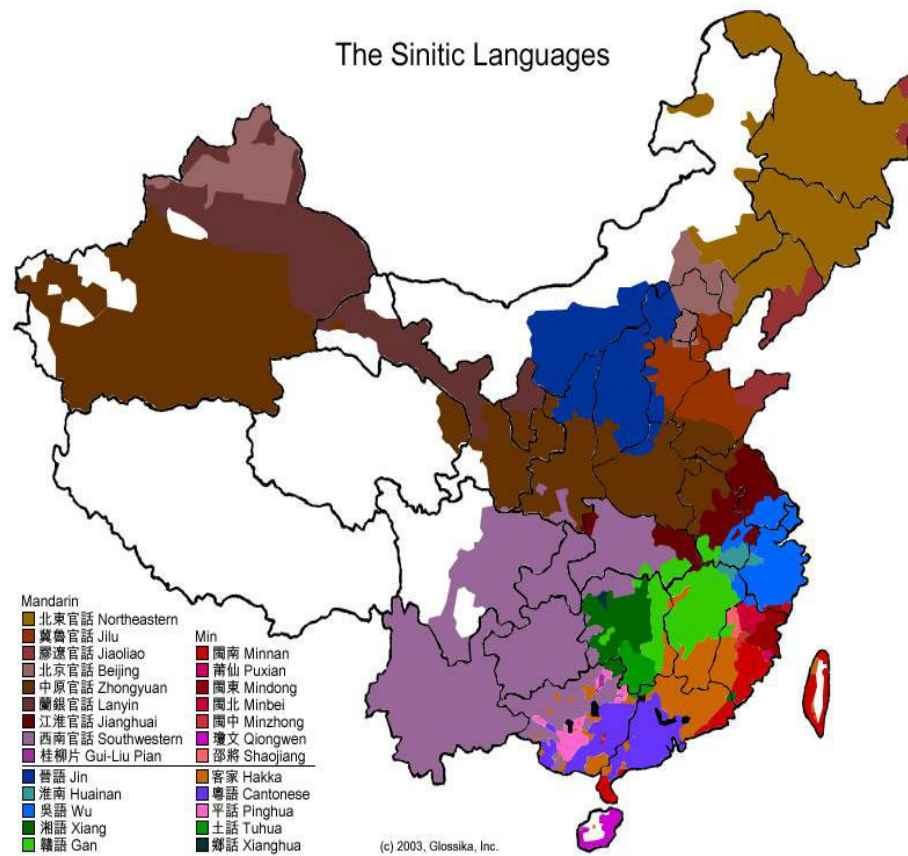 The Sinitic Languages
Mandarin
北東官話 Northeastern
冀魯官話 Jilu
膠遼官話 Jiaoliao
北京官話 Beijing
中原官話 Zhongyuan
蘭銀官話 Lanyin
江淮官話 Jianghuai
西南官話 Southwestern
桂柳片 Gui-Liu Pian
晉語 Jin
淮南 Huainan
吳語 Wu
湘語 Xiang
贛語 Gan
Min
閩南 Minnan
莆仙 Puxian
閩東 Mindong
閩北 Minbei
閩中 Minzhong
瓊文 Qiongwen
邵將 Shaojiang
客家 Hakka
粵語 Cantonese
平話 Pinghua
土話 Tuhua
鄉話 Xianghua
(c) 2003, Glossika, Inc.